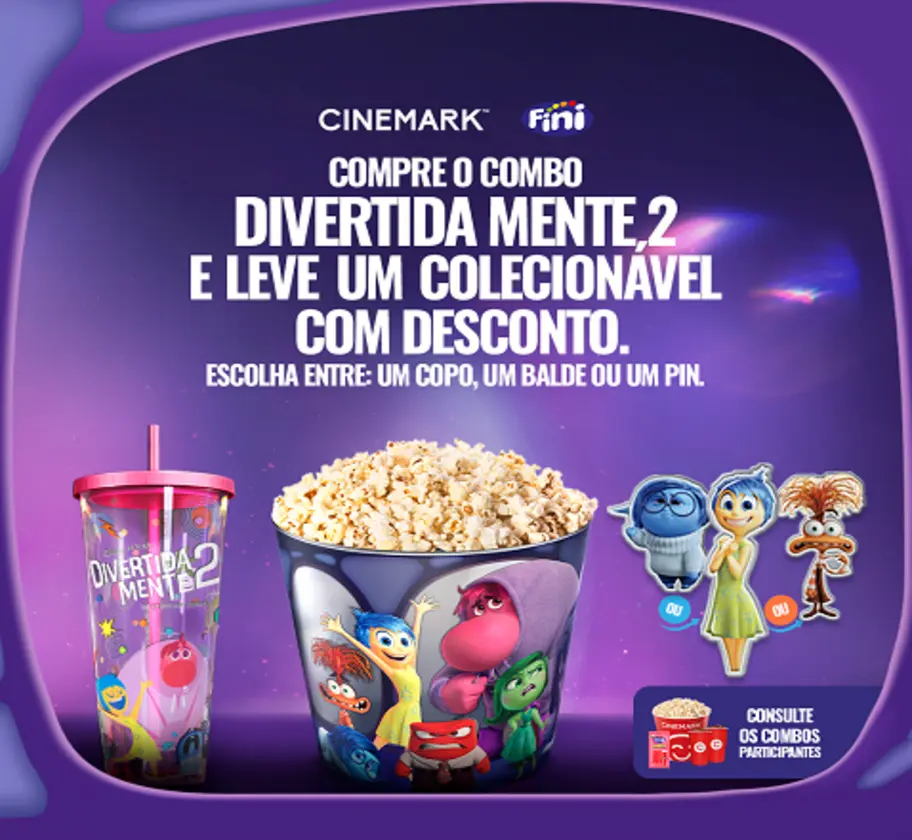 CINEMARK™ Fini
COMPRE O COMBO
DIVERTIDA MENTE,2
E LEVE UM COLECIONÁVEL
COM DESCONTO.
ESCOLHA ENTRE: UM COPO, UM BALDE OU UM PIN.
DIVERTIDA
MENTE 2
OU OU
CINEMARK
CONSULTE
OS COMBOS
PARTICIPANTES